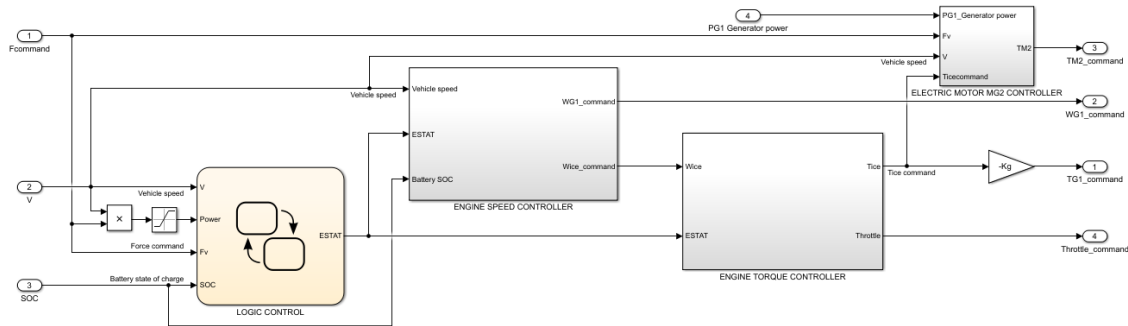 4
PG1 Generator power
1
Fcommand
PG1_Generator power
Fv
V
Ticecommand
TM2
ELECTRIC MOTOR MG2 CONTROLLER
3
TM2_command
Vehicle speed
Vehicle speed
Vehicle speed
ESTAT
Battery SOC
WG1_command
Wice_command
ENGINE SPEED CONTROLLER
2
WG1_command
2
V
Vehicle speed
×
Force command
V
Power
Fv
SOC
ESTAT
LOGIC CONTROL
3
SOC
Battery state of charge
Wice
ESTAT
Tice
Throttle
ENGINE TORQUE CONTROLLER
Tice command
-Kg
1
TG1_command
4
Throttle_command